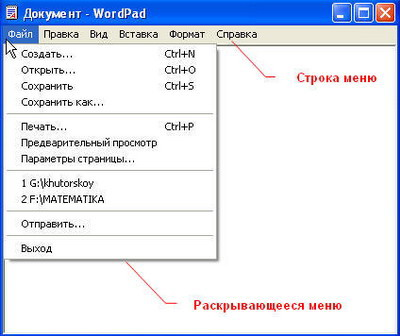 Документ - WordPad
Файл Правка Вид Вставка Формат Справка
Создать... Ctrl+N
Открыть... Ctrl+O
Сохранить Ctrl+S
Сохранить как...
Печать... Ctrl+P
Предварительный просмотр
Параметры страницы...
1 G:\khutorskoy
2 F:\MATEMATIKA
Отправить...
Выход
Строка меню
Раскрывающееся меню